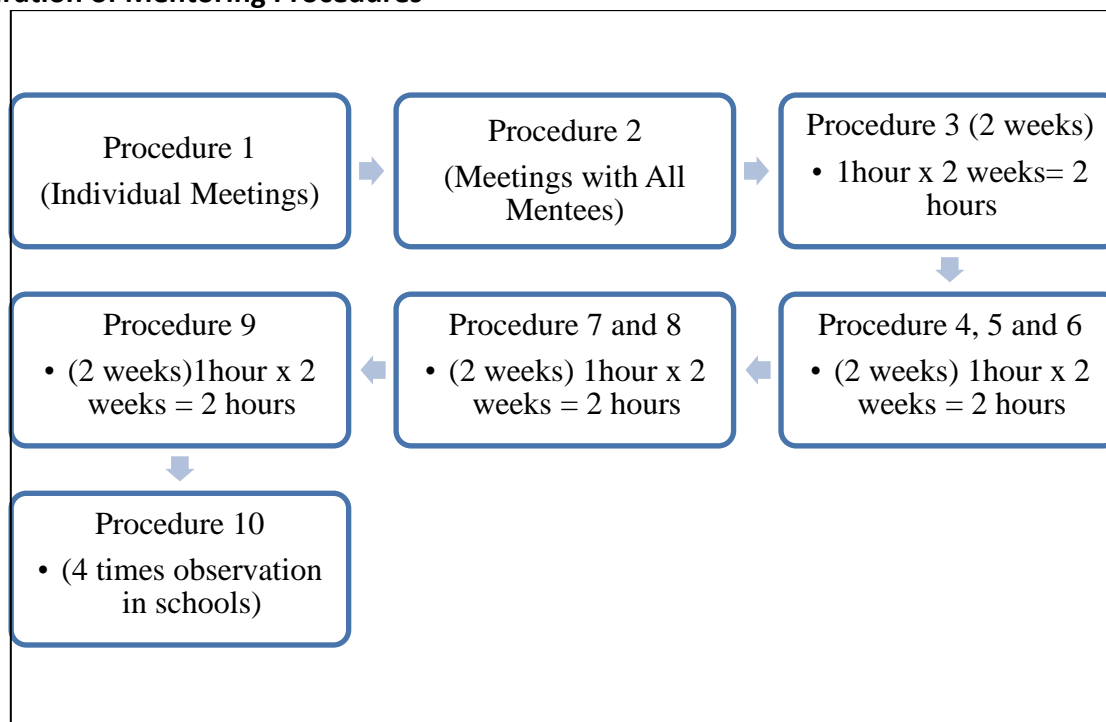 of Mentoring Procedures
Procedure 1
(Individual Meetings)
Procedure 2
(Meetings with All
Mentees)
Procedure 3 (2 weeks)
• 1hour x 2 weeks= 2
hours
Procedure 4, 5 and 6
• (2 weeks) 1hour x 2
weeks = 2 hours
Procedure 7 and 8
• (2 weeks) 1hour x 2
weeks = 2 hours
Procedure 9
• (2 weeks)1hour x 2
weeks = 2 hours
Procedure 10
• (4 times observation
in schools)